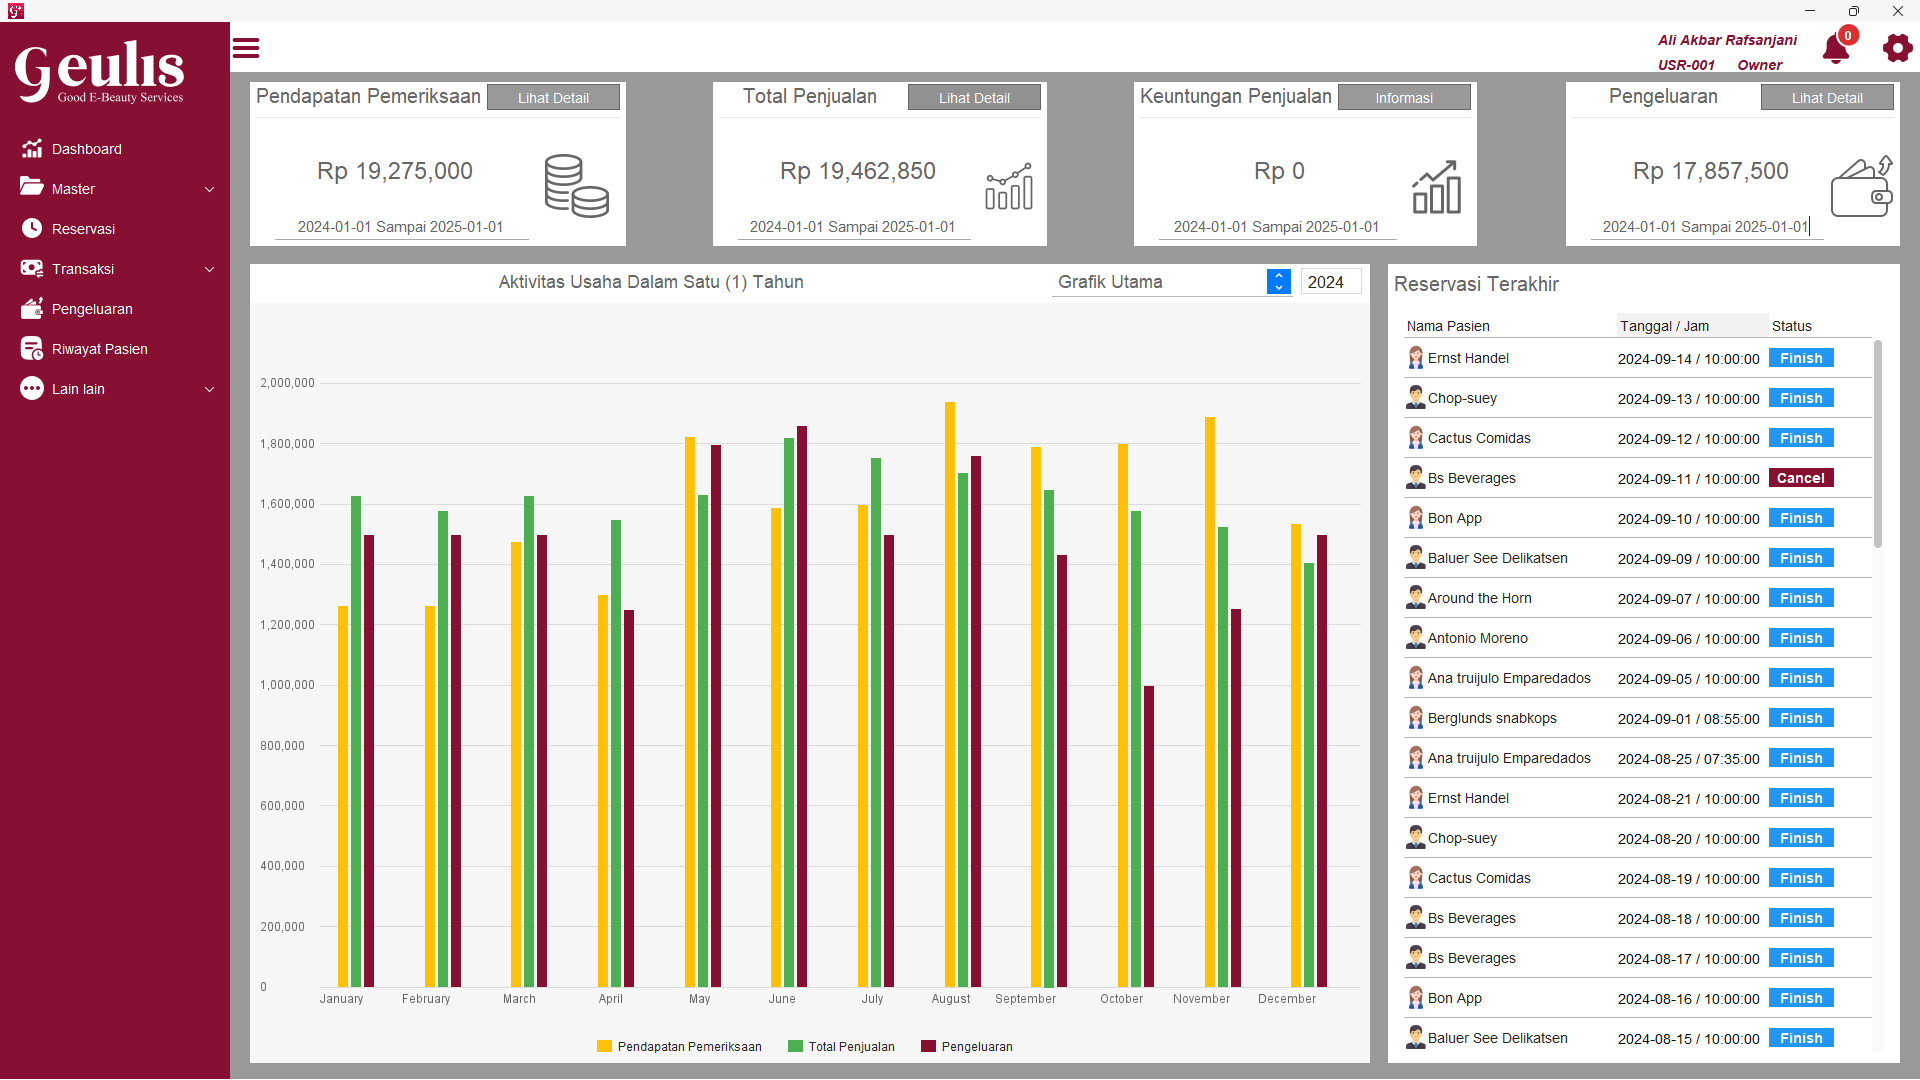 Geulis
Good E-Beauty Services
Dashboard
Master
Reservasi
Transaksi
Pengeluaran
Riwayat Pasien
Lain lain
Ali Akbar Rafsanjani
USR-001 Owner
0
Pendapatan Pemeriksaan Lihat Detail
Rp 19,275,000
2024-01-01 Sampai 2025-01-01
Total Penjualan Lihat Detail
Rp 19,462,850
2024-01-01 Sampai 2025-01-01
Keuntungan Penjualan Informasi
Rp 0
2024-01-01 Sampai 2025-01-01
Pengeluaran Lihat Detail
Rp 17,857,500
2024-01-01 Sampai 2025-01-01
Aktivitas Usaha Dalam Satu (1) Tahun Grafik Utama 2024
2,000,000
1,800,000
1,600,000
1,400,000
1,200,000
1,000,000
800,000
600,000
400,000
200,000
0
January February March April May June July August September October November December
Pendapatan Pemeriksaan Total Penjualan Pengeluaran
Reservasi Terakhir
Nama Pasien Tanggal / Jam Status
Ernst Handel 2024-09-14 / 10:00:00 Finish
Chop-suey 2024-09-13 / 10:00:00 Finish
Cactus Comidas 2024-09-12 / 10:00:00 Finish
Bs Beverages 2024-09-11 / 10:00:00 Cancel
Bon App 2024-09-10 / 10:00:00 Finish
Baluer See Delikatsen 2024-09-09 / 10:00:00 Finish
Around the Horn 2024-09-07 / 10:00:00 Finish
Antonio Moreno 2024-09-06 / 10:00:00 Finish
Ana truijulo Emparedados 2024-09-05 / 10:00:00 Finish
Berglunds snabkops 2024-09-01 / 08:55:00 Finish
Ana truijulo Emparedados 2024-08-25 / 07:35:00 Finish
Ernst Handel 2024-08-21 / 10:00:00 Finish
Chop-suey 2024-08-20 / 10:00:00 Finish
Cactus Comidas 2024-08-19 / 10:00:00 Finish
Bs Beverages 2024-08-18 / 10:00:00 Finish
Bs Beverages 2024-08-17 / 10:00:00 Finish
Bon App 2024-08-16 / 10:00:00 Finish
Baluer See Delikatsen 2024-08-15 / 10:00:00 Finish